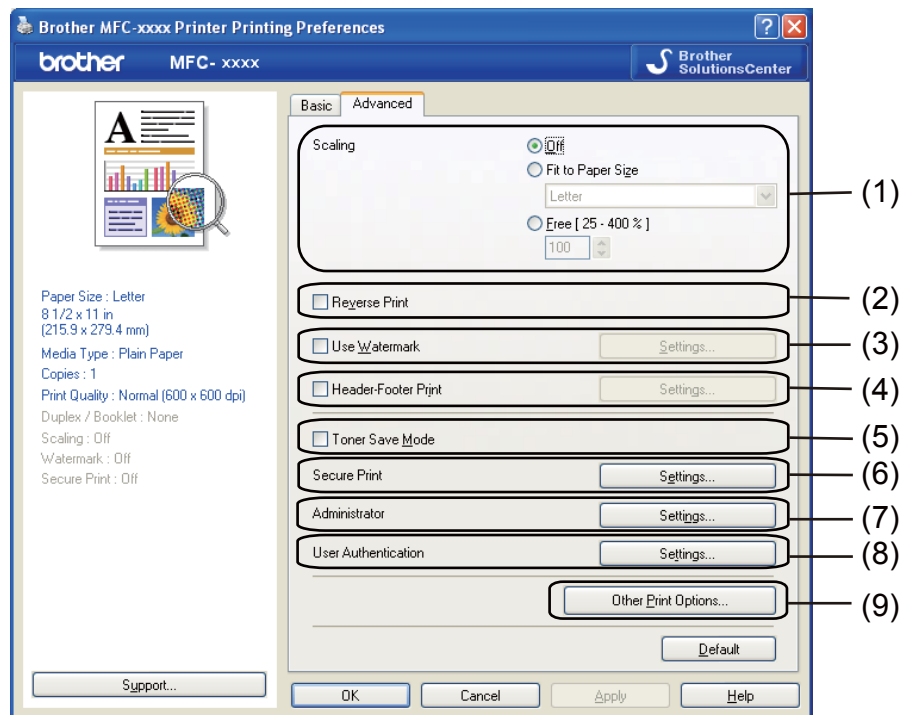 Brother MFC-xxxx Printer Printing Preferences
brother MFC- xxxx
Brother
SolutionsCenter
Basic Advanced
A
Paper Size : Letter
8 1/2 x 11 in
(215.9 x 279.4 mm)
Media Type : Plain Paper
Copies : 1
Print Quality : Normal (600 x 600 dpi)
Duplex / Booklet : None
Scaling : Off
Watermark : Off
Secure Print : Off
Support...
Scaling
Off
Fit to Paper Size
Letter
Free [ 25 - 400 % ]
100
(1)
Reverse Print
(2)
Use Watermark Settings...
(3)
Header-Footer Print Settings...
(4)
Toner Save Mode
(5)
Secure Print Settings...
(6)
Administrator Settings...
(7)
User Authentication Settings...
(8)
Other Print Options...
(9)
Default
OK Cancel Apply Help